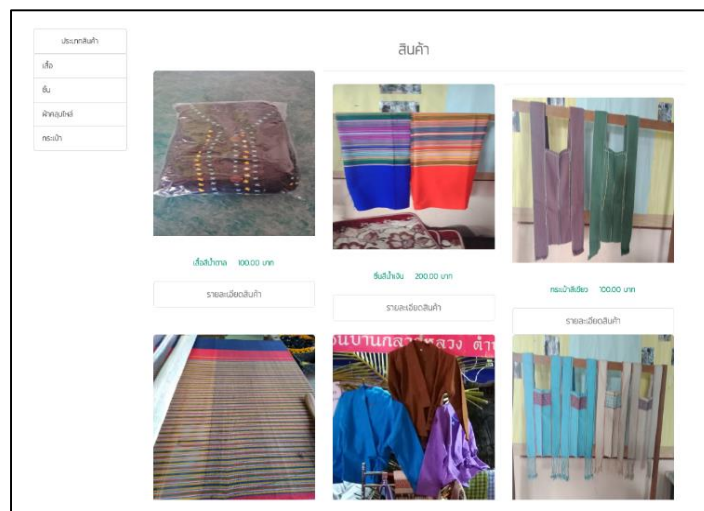 ประเภทสินค้า
เสื้อ
ซิ่น
ผ้าคลุมไหล่
กระเป๋า
สินค้า
เสื้อสีน้ำตาล 100.00 บาท
ซิ่นสีน้ำเงิน 200.00 บาท
กระเป๋าสีเขียว 100.00 บาท
รายละเอียดสินค้า
รายละเอียดสินค้า
รายละเอียดสินค้า